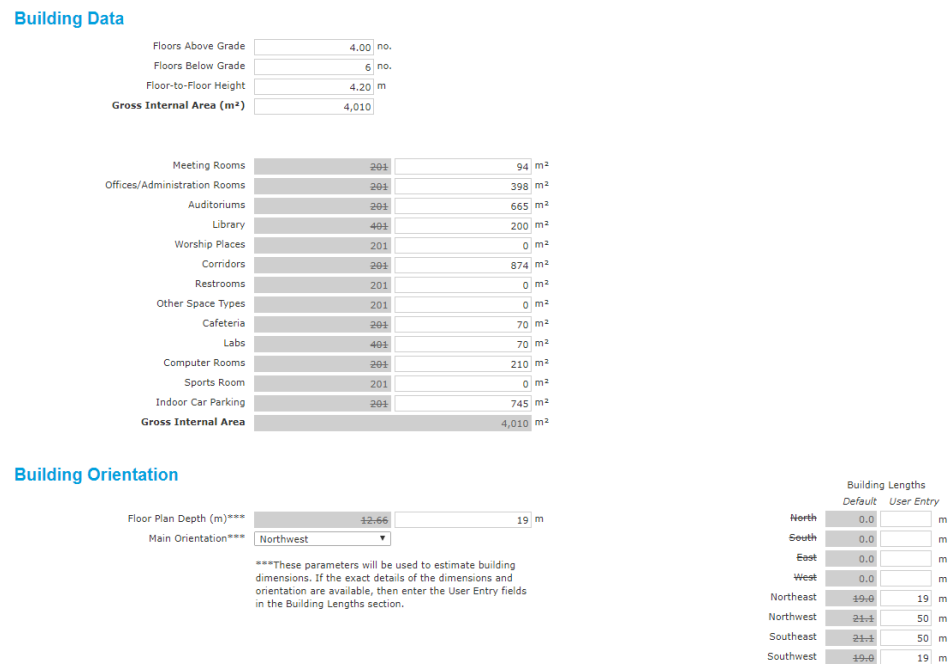 Building Data
Floors Above Grade 4.00 no.
Floors Below Grade 6 no.
Floor-to-Floor Height 4.20 m
Gross Internal Area (m²) 4,010
Meeting Rooms 201 94 m²
Offices/Administration Rooms 201 398 m²
Auditoriums 201 665 m²
Library 401 200 m²
Worship Places 201 0 m²
Corridors 201 874 m²
Restrooms 201 0 m²
Other Space Types 201 0 m²
Cafeteria 201 70 m²
Labs 401 70 m²
Computer Rooms 201 210 m²
Sports Room 201 0 m²
Indoor Car Parking 201 745 m²
Gross Internal Area 4,010 m²
Building Orientation
Floor Plan Depth (m)*** 12.66 19 m
Main Orientation*** Northwest
***These parameters will be used to estimate building
dimensions. If the exact details of the dimensions and
orientation are available, then enter the User Entry fields
in the Building Lengths section.
Building Lengths
Default User Entry
North 0.0 m
South 0.0 m
East 0.0 m
West 0.0 m
Northeast 19.0 19 m
Northwest 21.1 50 m
Southeast 21.1 50 m
Southwest 19.0 19 m